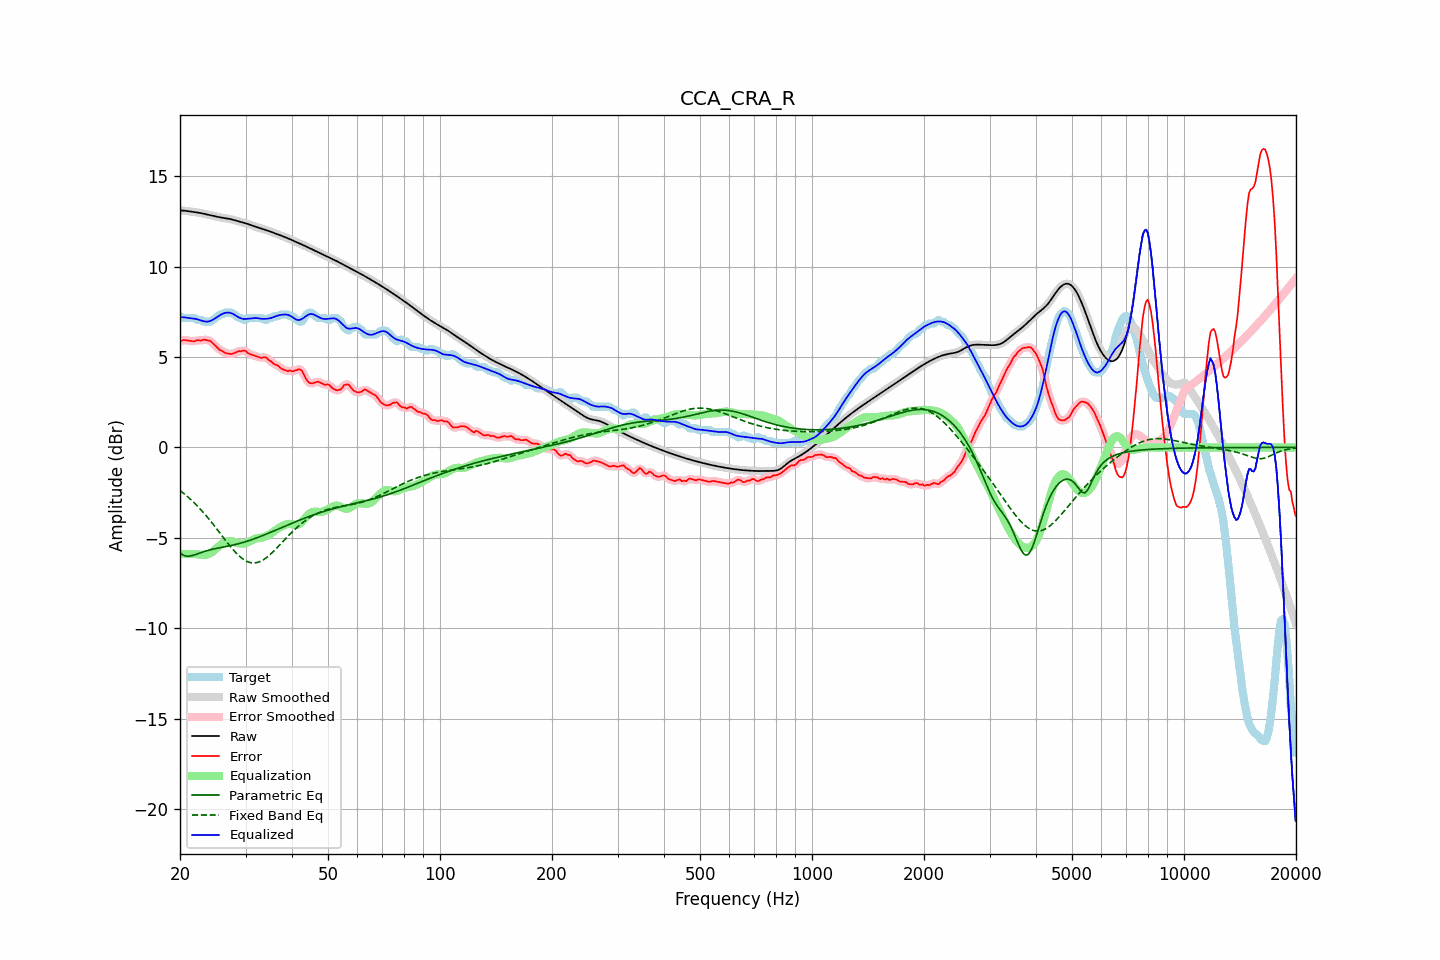 CCA_CRA_R
Amplitude (dBr)
15
10
5
0
−5
−10
−15
−20
Target
Raw Smoothed
Error Smoothed
Raw
Error
Equalization
Parametric Eq
Fixed Band Eq
Equalized
20 50 100 200 500 1000 2000 5000 10000 20000
Frequency (Hz)